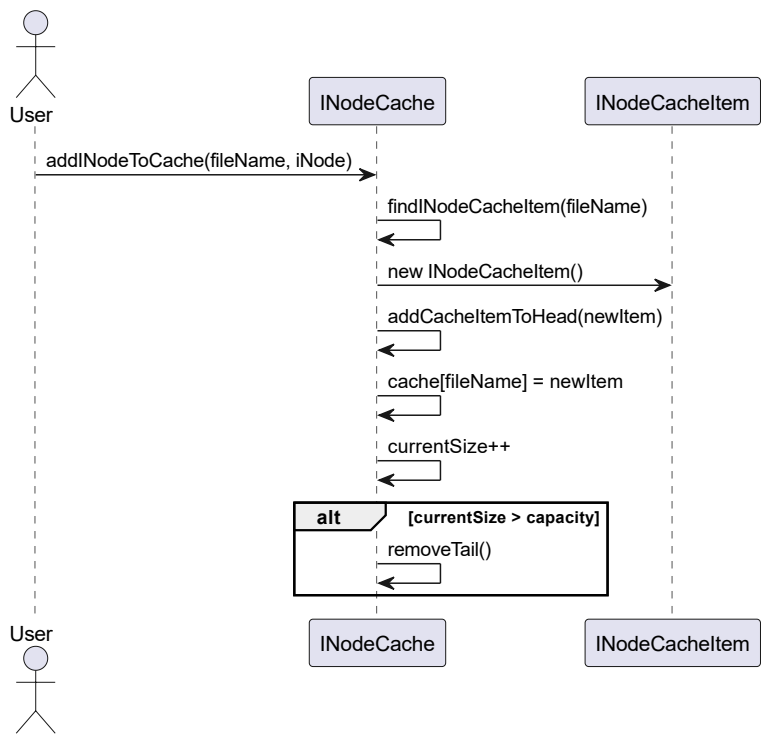 User
INodeCache
INodeCacheItem
addINodeToCache(fileName, iNode)
findINodeCacheItem(fileName)
new INodeCacheItem()
addCacheItemToHead(newItem)
cache[fileName] = newItem
currentSize++
alt
[currentSize > capacity]
removeTail()
User
INodeCache
INodeCacheItem